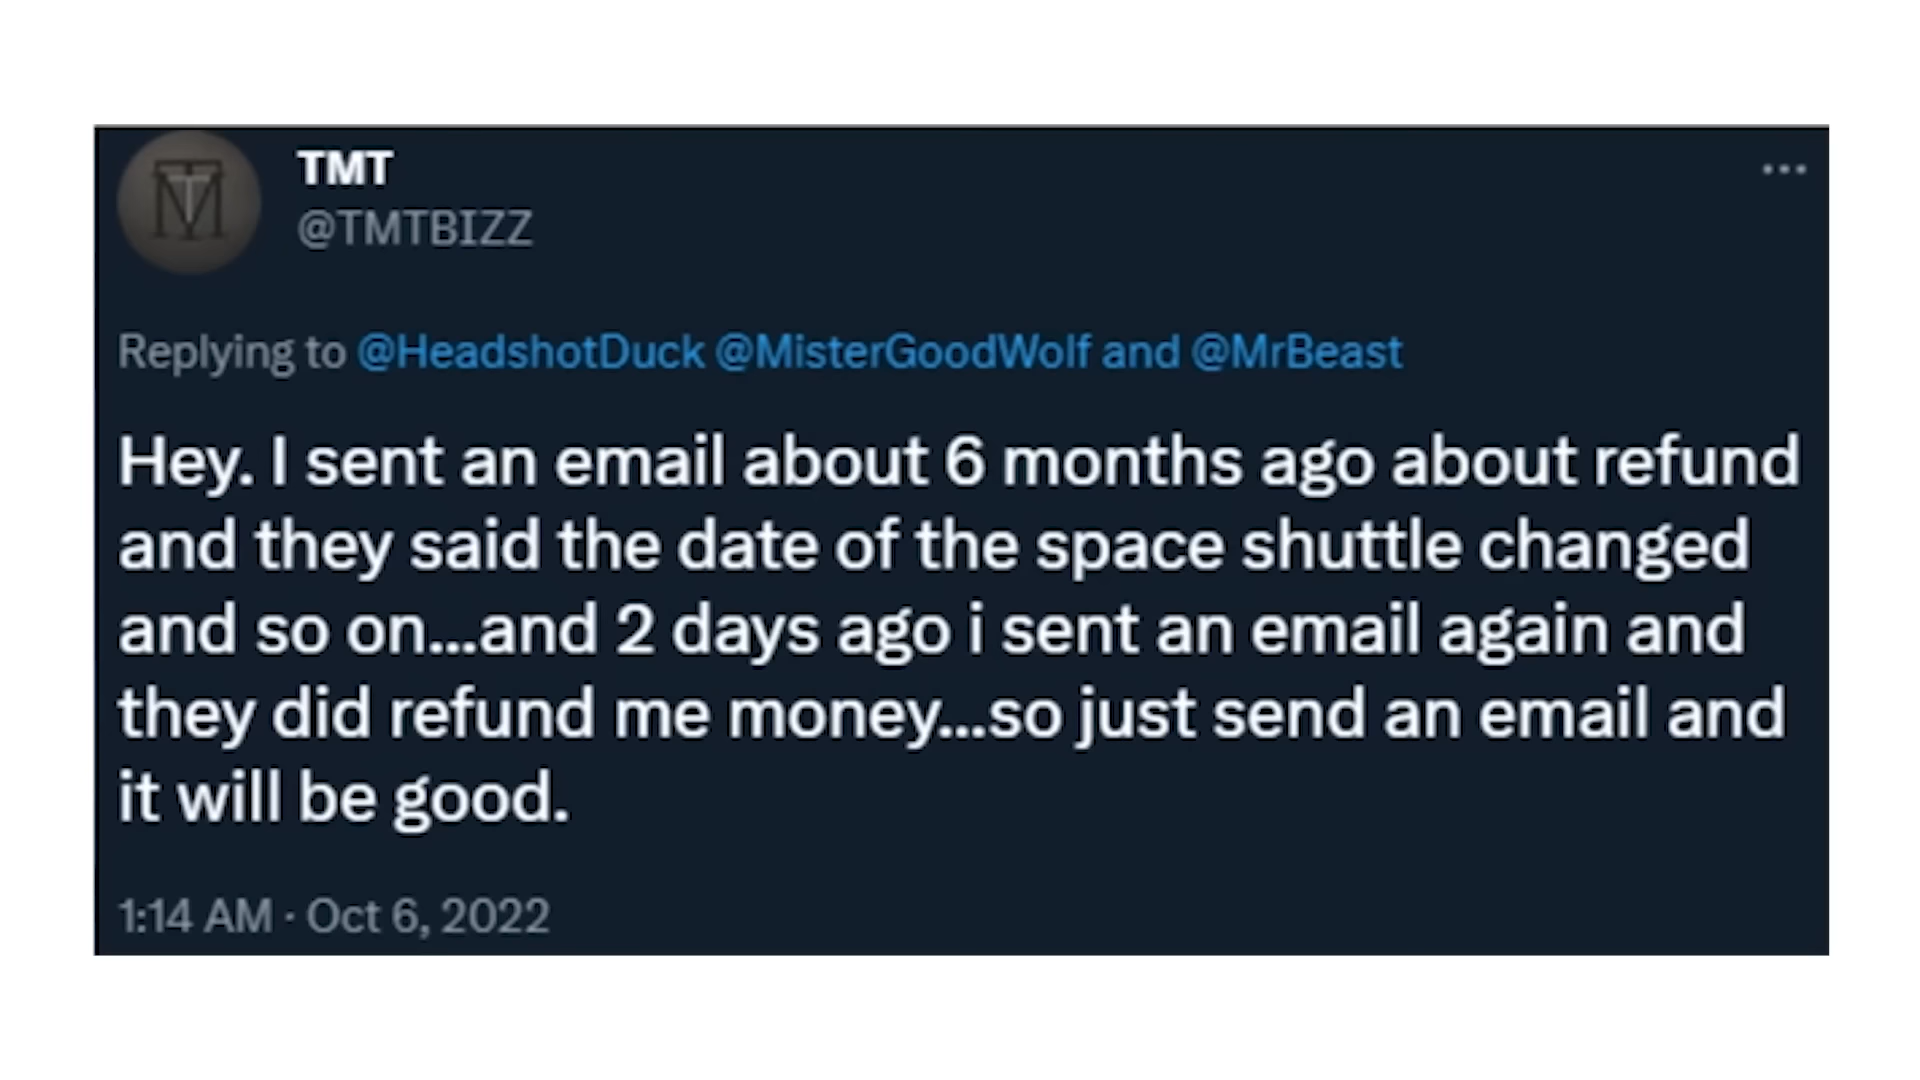 TMT
@TMTBIZZ
Replying to @HeadshotDuck @MisterGoodWolf and @MrBeast
Hey. I sent an email about 6 months ago about refund
and they said the date of the space shuttle changed
and so on...and 2 days ago i sent an email again and
they did refund me money...so just send an email and
it will be good.
1:14 AM · Oct 6, 2022